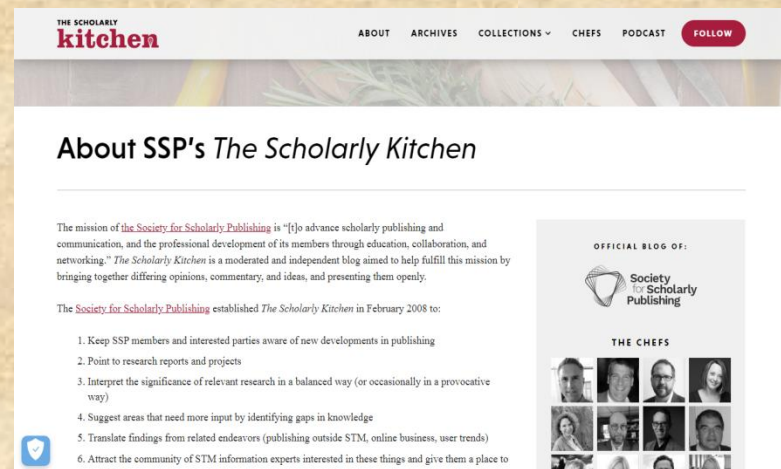 THE SCHOLARLY
kitchen
ABOUT ARCHIVES COLLECTIONS CHEFS PODCAST FOLLOW
About SSP's The Scholarly Kitchen
The mission of the Society for Scholarly Publishing is “[t]o advance scholarly publishing and
communication, and the professional development of its members through education, collaboration, and
networking.” The Scholarly Kitchen is a moderated and independent blog aimed to help fulfill this mission by
bringing together differing opinions, commentary, and ideas, and presenting them openly.
The Society for Scholarly Publishing established The Scholarly Kitchen in February 2008 to:
1. Keep SSP members and interested parties aware of new developments in publishing
2. Point to research reports and projects
3. Interpret the significance of relevant research in a balanced way (or occasionally in a provocative
way)
4. Suggest areas that need more input by identifying gaps in knowledge
5. Translate findings from related endeavors (publishing outside STM, online business, user trends)
6. Attract the community of STM information experts interested in these things and give them a place to
OFFICIAL BLOG OF:
Society
for Scholarly
Publishing
THE CHEFS